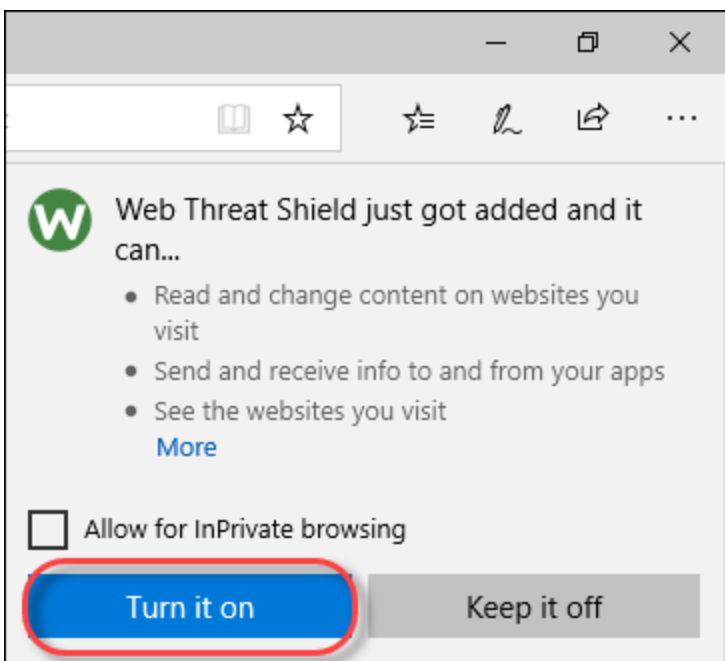 W
Web Threat Shield just got added and it
can...
• Read and change content on websites you
visit
• Send and receive info to and from your apps
• See the websites you visit
More
Allow for InPrivate browsing
Turn it on
Keep it off